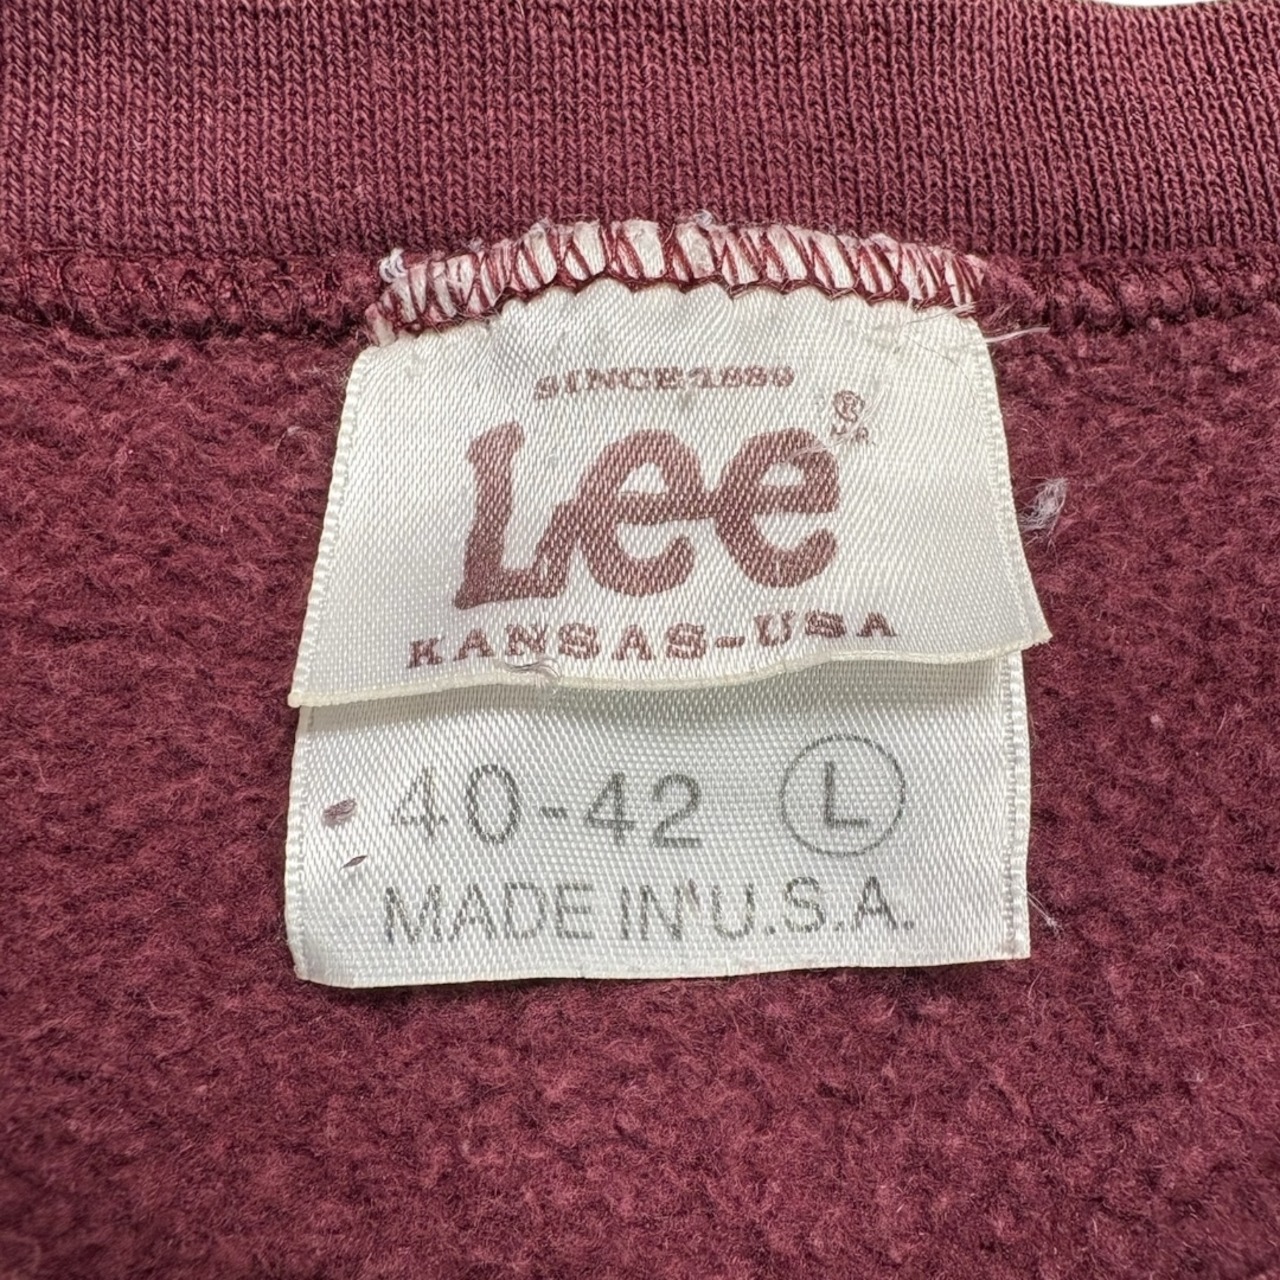 SINCE 1889
Lee®
KANSAS-USA
40-42 L
MADE IN U.S.A.